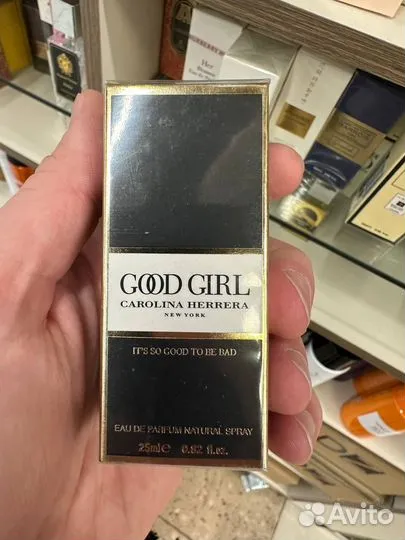 GOOD GIRL
CAROLINA HERRERA
NEW YORK
IT'S SO GOOD TO BE BAD
EAU DE PARFUM NATURAL SPRAY
25ml e 0.82 fl.oz.
Avito